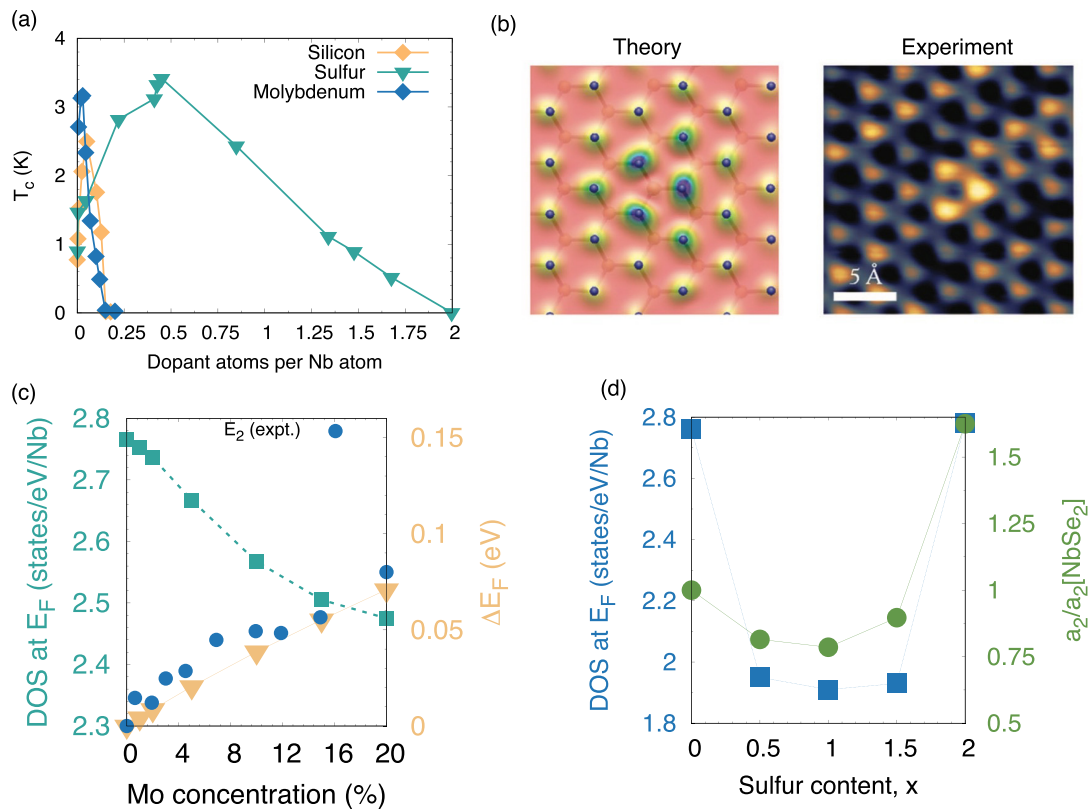 (a)
4
3
2
1
0
T_c (K)
Silicon
Sulfur
Molybdenum
0 0.25 0.5 0.75 1 1.25 1.5 1.75 2
Dopant atoms per Nb atom
(b)
Theory
Experiment
5 Å
(c)
DOS at E_F (states/eV/Nb)
2.8
2.7
2.6
2.5
2.4
2.3
E_2 (expt.)
0.15
0.1
0.05
0
ΔE_F (eV)
0 4 8 12 16 20
Mo concentration (%)
(d)
DOS at E_F (states/eV/Nb)
2.8
2.6
2.4
2.2
2
1.8
1.5
1.25
1
0.75
0.5
a_2/a_2[NbSe_2]
0 0.5 1 1.5 2
Sulfur content, x